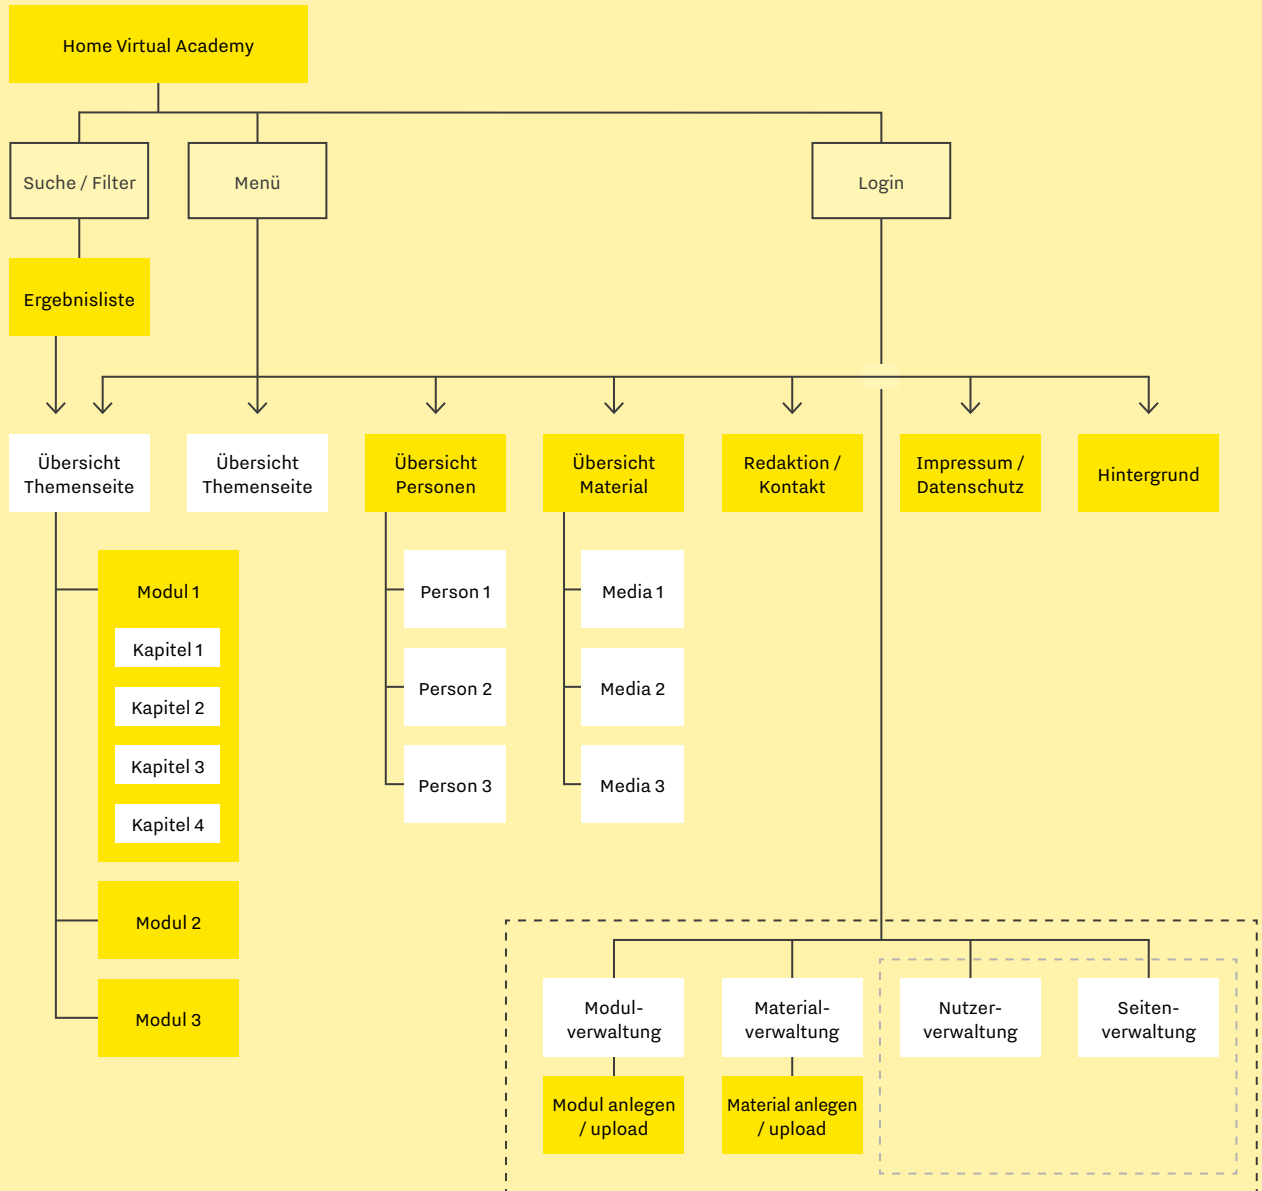 Home Virtual Academy
Suche / Filter
Menü
Login
Ergebnisliste
Übersicht
Themenseite
Übersicht
Themenseite
Übersicht
Personen
Übersicht
Material
Redaktion /
Kontakt
Impressum /
Datenschutz
Hintergrund
Modul 1
Kapitel 1
Kapitel 2
Kapitel 3
Kapitel 4
Modul 2
Modul 3
Person 1
Person 2
Person 3
Media 1
Media 2
Media 3
Modul-
verwaltung
Material-
verwaltung
Nutzer-
verwaltung
Seiten-
verwaltung
Modul anlegen
/ upload
Material anlegen
/ upload